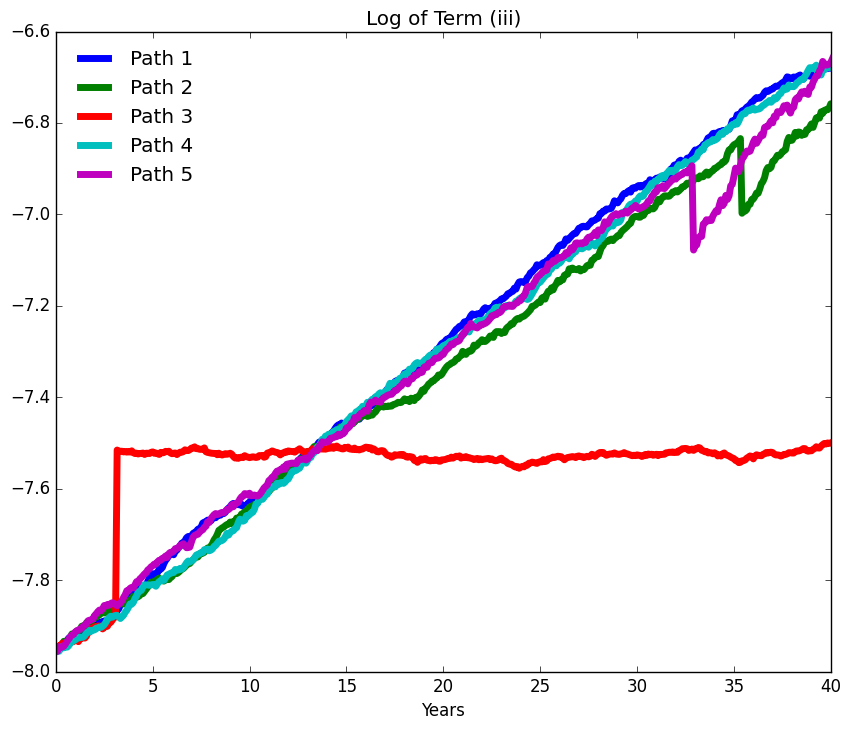 Log of Term (iii)
−6.6
−6.8
−7.0
−7.2
−7.4
−7.6
−7.8
−8.0
Path 1
Path 2
Path 3
Path 4
Path 5
0 5 10 15 20 25 30 35 40
Years